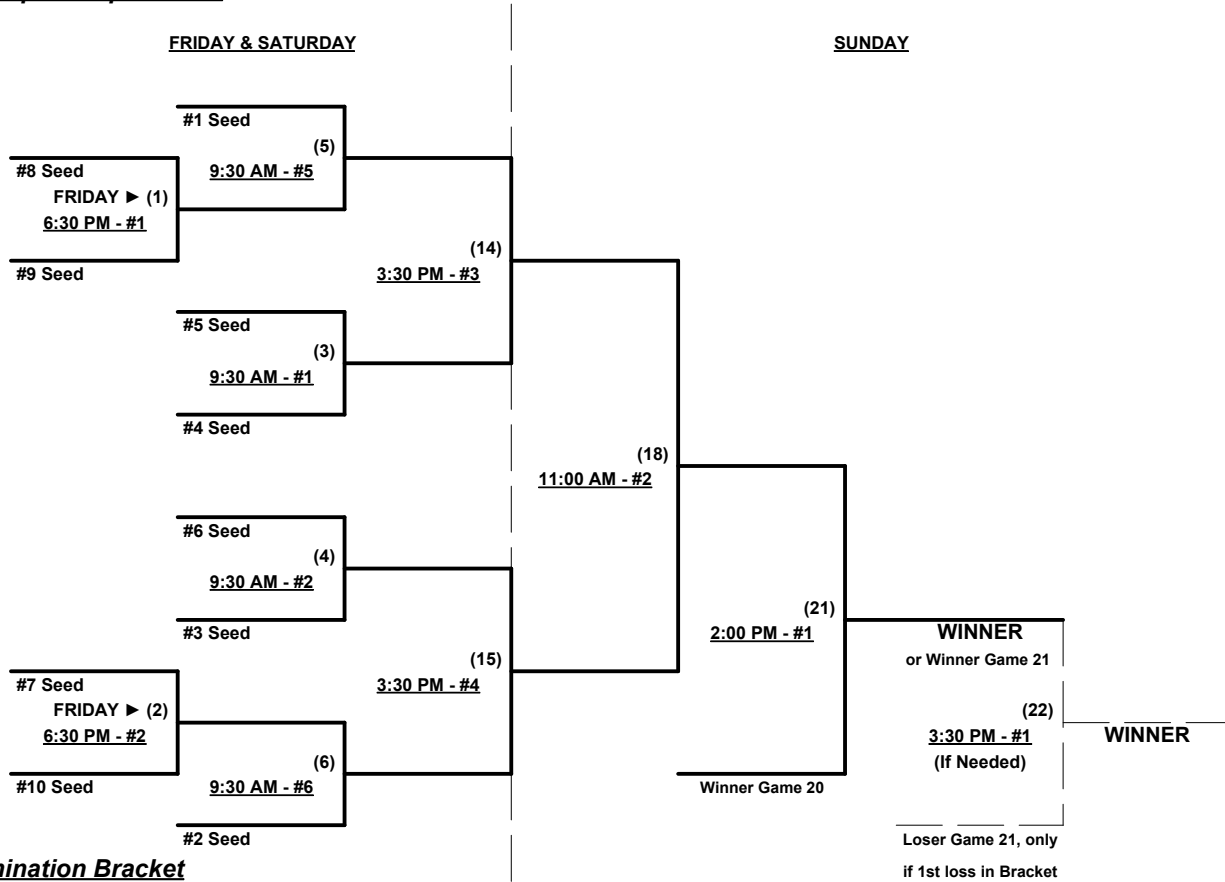 FRIDAY & SATURDAY
SUNDAY
#1 Seed
(5)
9:30 AM - #5
#8 Seed
FRIDAY ► (1)
6:30 PM - #1
#9 Seed
(14)
3:30 PM - #3
#5 Seed
(3)
9:30 AM - #1
#4 Seed
(18)
11:00 AM - #2
#6 Seed
(4)
9:30 AM - #2
#3 Seed
(15)
3:30 PM - #4
#7 Seed
FRIDAY ► (2)
6:30 PM - #2
#10 Seed
(6)
9:30 AM - #6
#2 Seed
(21)
2:00 PM - #1
Winner Game 20
WINNER
or Winner Game 21
(22)
3:30 PM - #1
(If Needed)
WINNER
Loser Game 21, only
if 1st loss in Bracket
Bracket